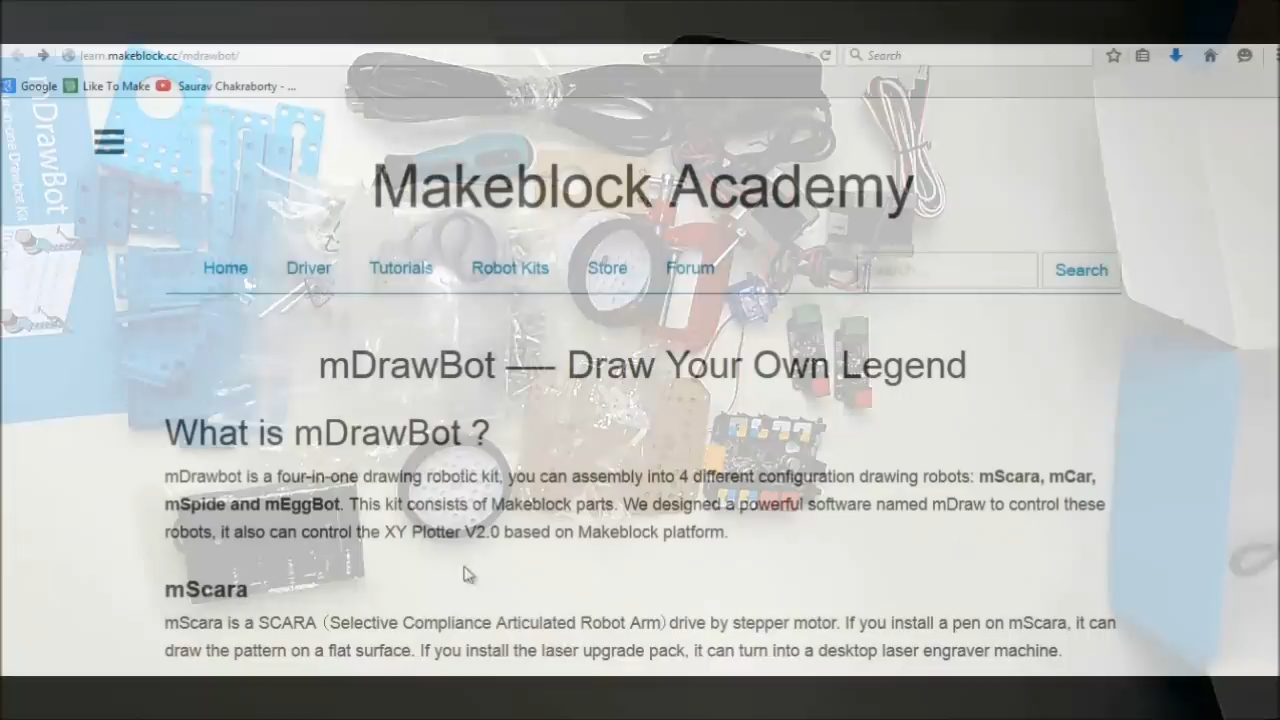 learn.makeblock.cc/mdrawbot/
Search
Google
Like To Make
Saurav Chakraborty - ...
mDrawBot
Makeblock Academy
Home
Driver
Tutorials
Robot Kits
Store
Forum
Search
mDrawBot —– Draw Your Own Legend
What is mDrawBot ?
mDrawbot is a four-in-one drawing robotic kit, you can assembly into 4 different configuration drawing robots: mScara, mCar,
mSpide and mEggBot. This kit consists of Makeblock parts. We designed a powerful software named mDraw to control these
robots, it also can control the XY Plotter V2.0 based on Makeblock platform.
mScara
mScara is a SCARA（Selective Compliance Articulated Robot Arm）drive by stepper motor. If you install a pen on mScara, it can
draw the pattern on a flat surface. If you install the laser upgrade pack, it can turn into a desktop laser engraver machine.